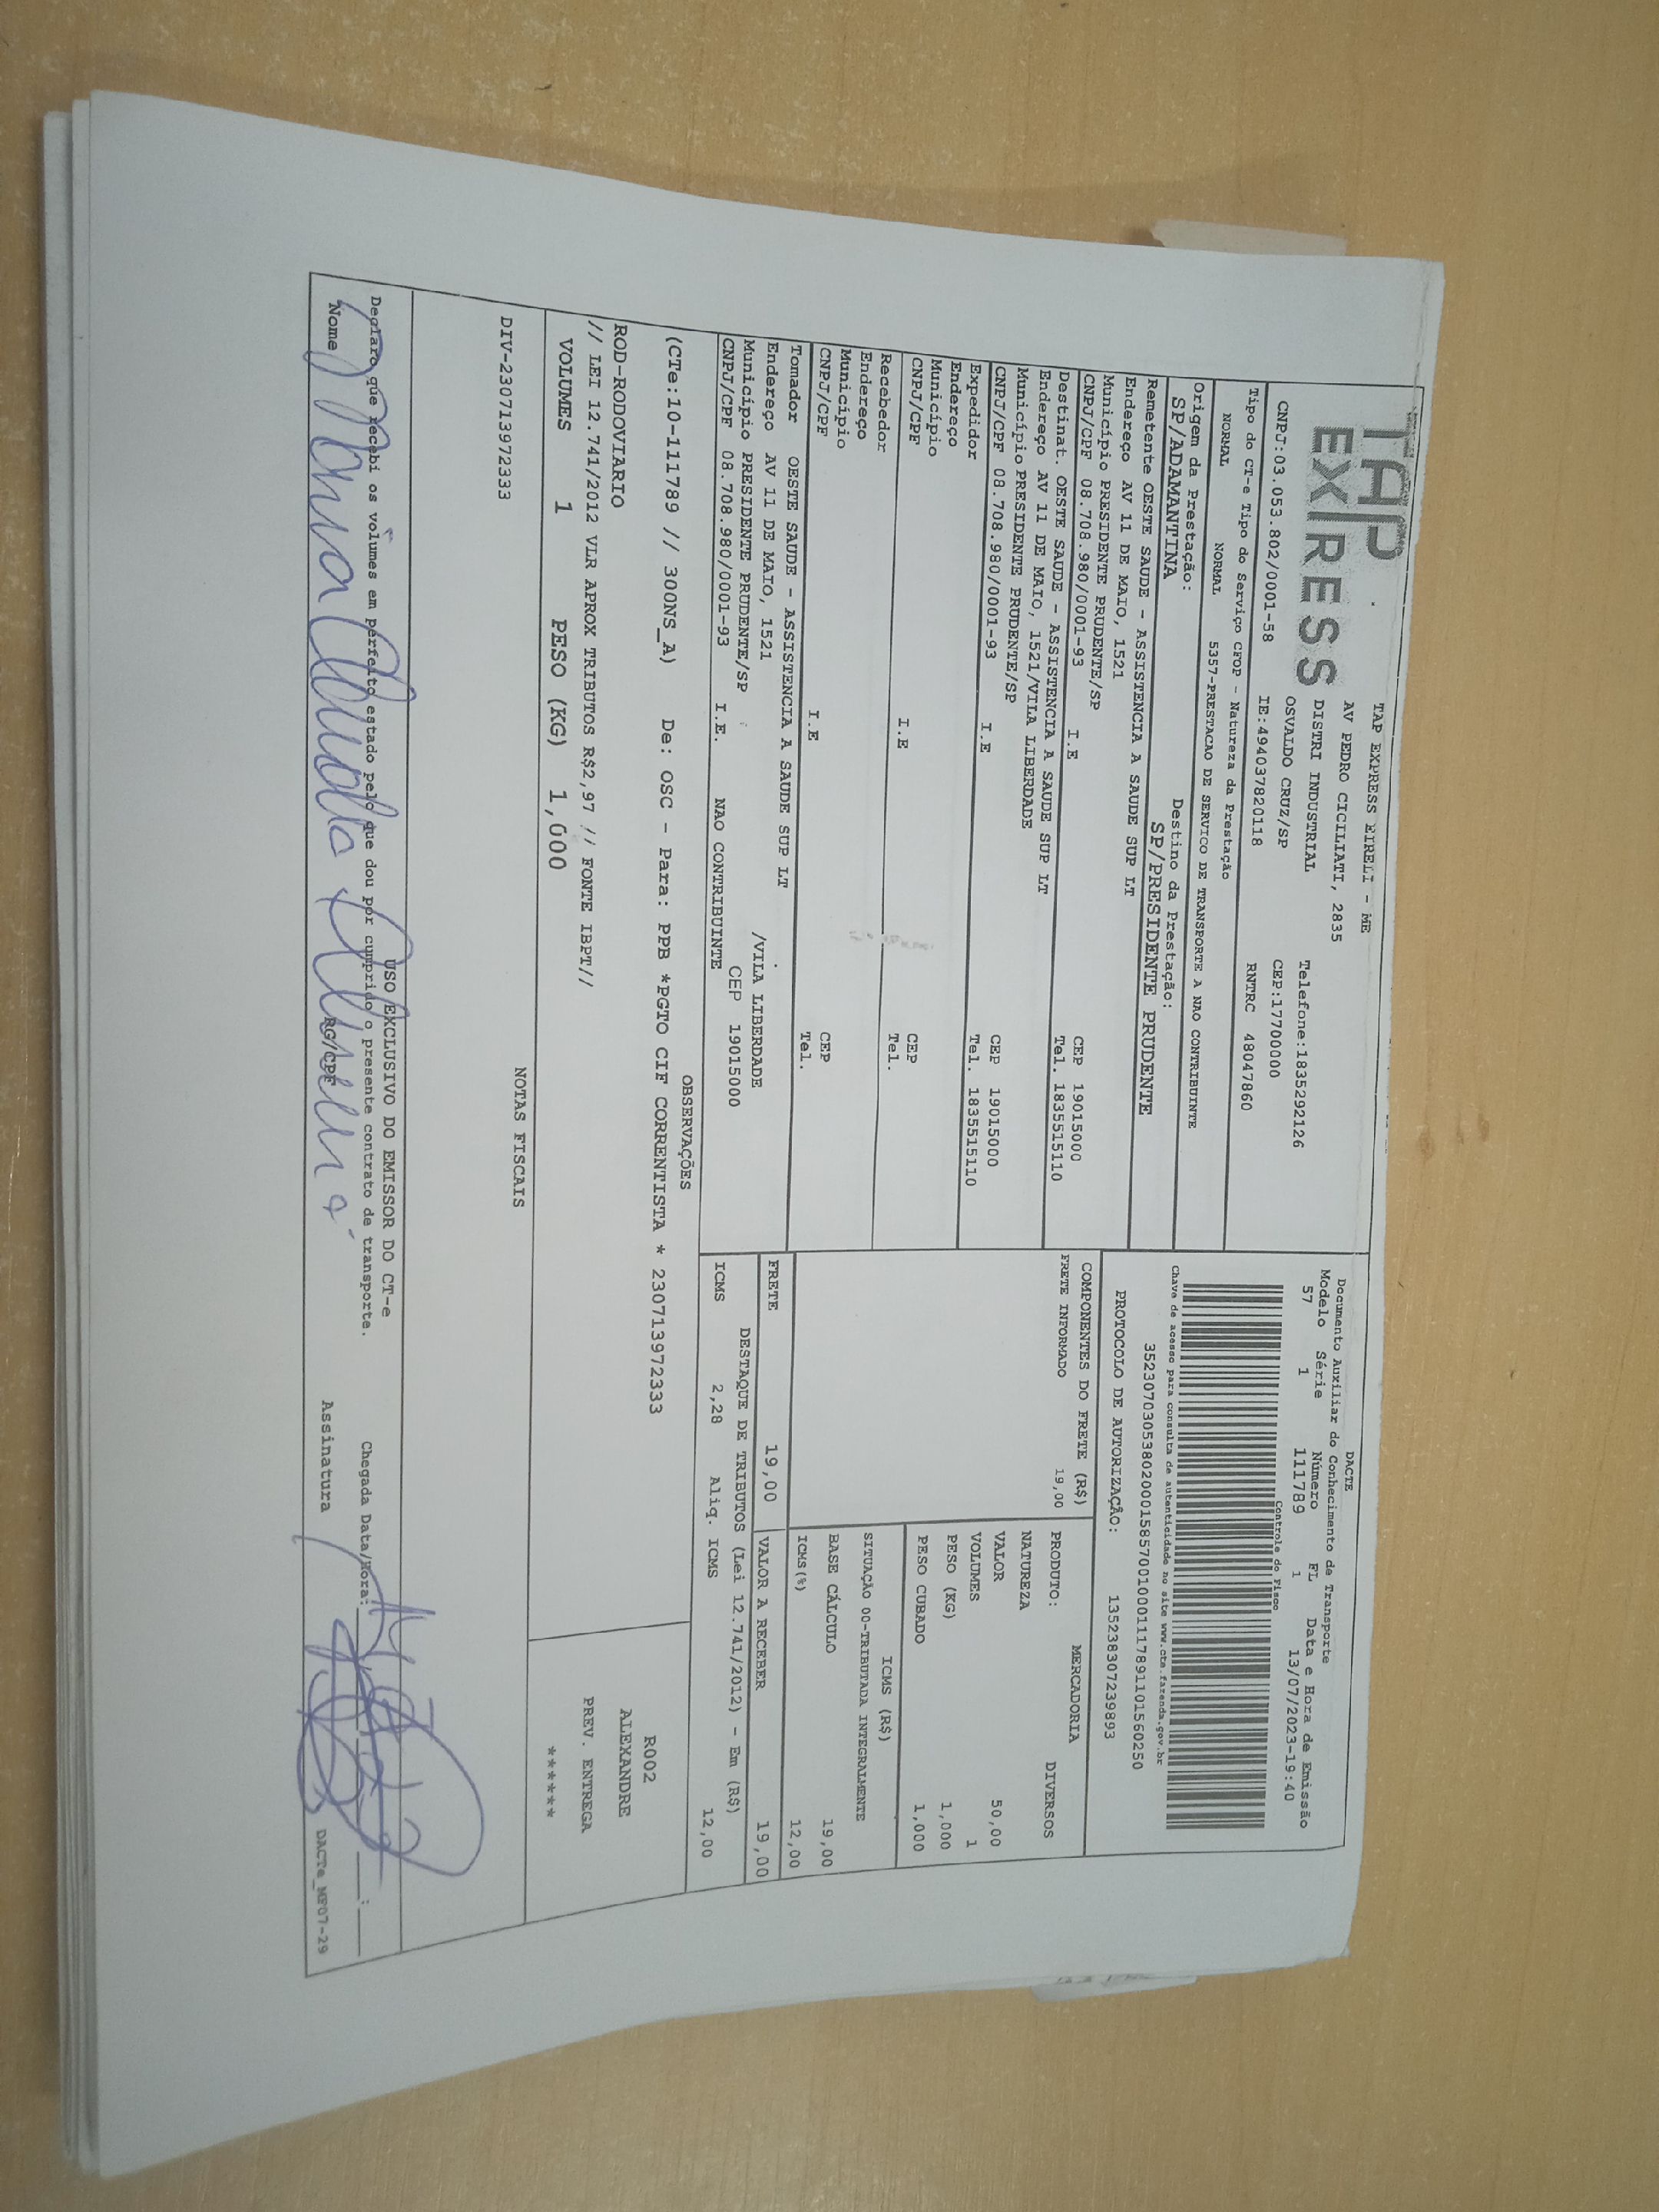 TAP EXPRESS
TAP EXPRESS EIRELI - ME
AV PEDRO CICILIATI, 2835
DISTRI INDUSTRIAL Telefone:1835292126
OSVALDO CRUZ/SP CEP:17700000
CNPJ:03.053.802/0001-58 IE:494037820118 RNTRC 48047860
Tipo do CT-e Tipo do Serviço CFOP - Natureza da Prestação
NORMAL NORMAL 5357-PRESTACAO DE SERVICO DE TRANSPORTE A NAO CONTRIBUINTE
Origem da Prestação: Destino da Prestação:
SP/ADAMANTINA SP/PRESIDENTE PRUDENTE
DACTE
Documento Auxiliar do Conhecimento de Transporte
Modelo Série Número FL Data e Hora de Emissão
57 1 111789 1 13/07/2023-19:40
Controle do Fisco
Chave de acesso para consulta de autenticidade no site www.cte.fazenda.gov.br
35230703053802000158570010001117891101560250
PROTOCOLO DE AUTORIZAÇÃO: 135238307239893
Remetente OESTE SAUDE - ASSISTENCIA A SAUDE SUP LT
Endereço AV 11 DE MAIO, 1521
Município PRESIDENTE PRUDENTE/SP CEP 19015000
CNPJ/CPF 08.708.980/0001-93 I.E Tel. 1835515110
Destinat. OESTE SAUDE - ASSISTENCIA A SAUDE SUP LT
Endereço AV 11 DE MAIO, 1521/VILA LIBERDADE
Município PRESIDENTE PRUDENTE/SP CEP 19015000
CNPJ/CPF 08.708.980/0001-93 I.E Tel. 1835515110
Expedidor
Endereço
Município CEP
CNPJ/CPF I.E Tel.
Recebedor
Endereço
Município CEP
CNPJ/CPF I.E Tel.
Tomador OESTE SAUDE - ASSISTENCIA A SAUDE SUP LT
Endereço AV 11 DE MAIO, 1521 /VILA LIBERDADE
Município PRESIDENTE PRUDENTE/SP CEP 19015000
CNPJ/CPF 08.708.980/0001-93 I.E. NAO CONTRIBUINTE
COMPONENTES DO FRETE (R$)
FRETE INFORMADO 19,00
MERCADORIA
PRODUTO: DIVERSOS
NATUREZA
VALOR 50,00
VOLUMES 1
PESO (KG) 1,000
PESO CUBADO 1,000
ICMS (R$)
SITUAÇÃO 00-TRIBUTADA INTEGRALMENTE
BASE CÁLCULO 19,00
ICMS(%) 12,00
FRETE 19,00 VALOR A RECEBER 19,00
DESTAQUE DE TRIBUTOS (Lei 12.741/2012) - Em (R$)
ICMS 2,28 Aliq. ICMS 12,00
OBSERVAÇÕES
(CTe:10-111789 // 300NS_A) De: OSC - Para: PPB *PGTO CIF CORRENTISTA * 230713972333
ROD-RODOVIARIO
// LEI 12.741/2012 VLR APROX TRIBUTOS R$2,97 // FONTE IBPT//
VOLUMES 1 PESO (KG) 1,000
R002
ALEXANDRE
PREV. ENTREGA
******
NOTAS FISCAIS
DIV-230713972333
USO EXCLUSIVO DO EMISSOR DO CT-e
Declaro que recebi os volumes em perfeito estado pelo que dou por cumprido o presente contrato de transporte. Chegada Data/Hora:
Nome RG/CPF Assinatura DACTe_MF07-29